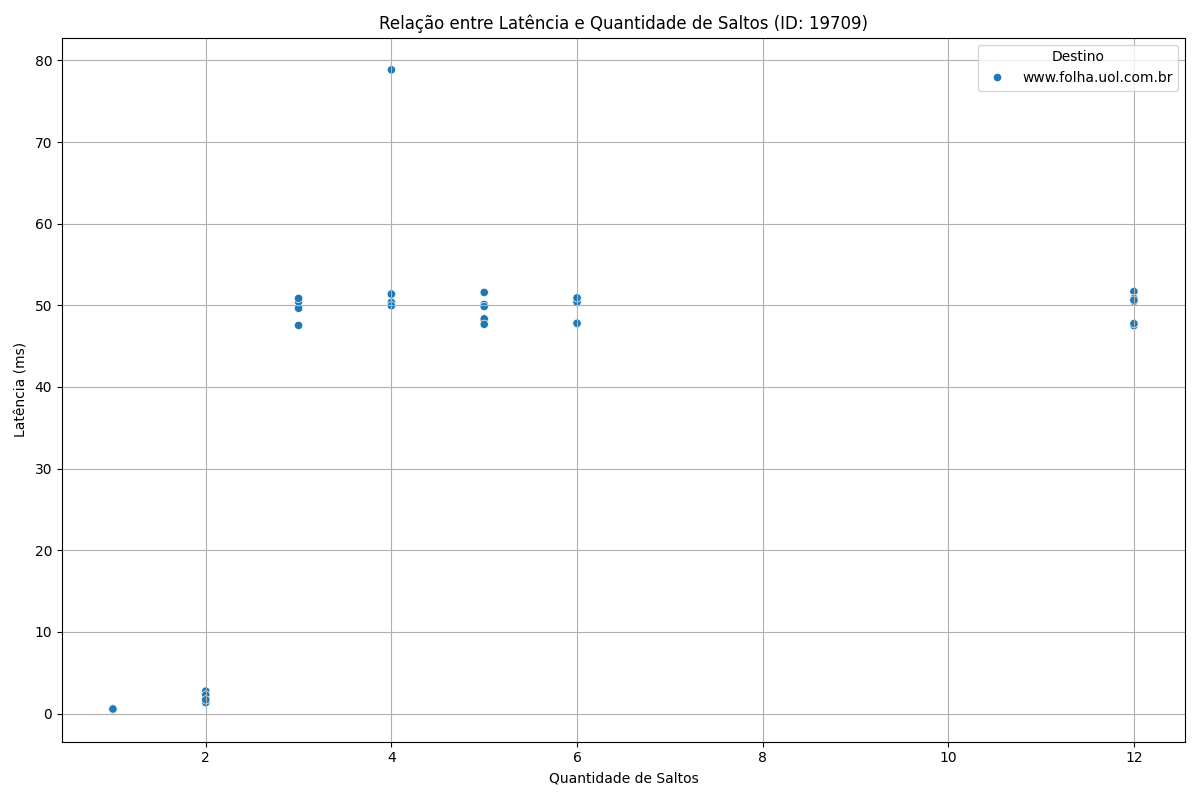 Relação entre Latência e Quantidade de Saltos (ID: 19709)
Destino
www.folha.uol.com.br
80
70
60
50
40
30
20
10
0
Latência (ms)
2 4 6 8 10 12
Quantidade de Saltos